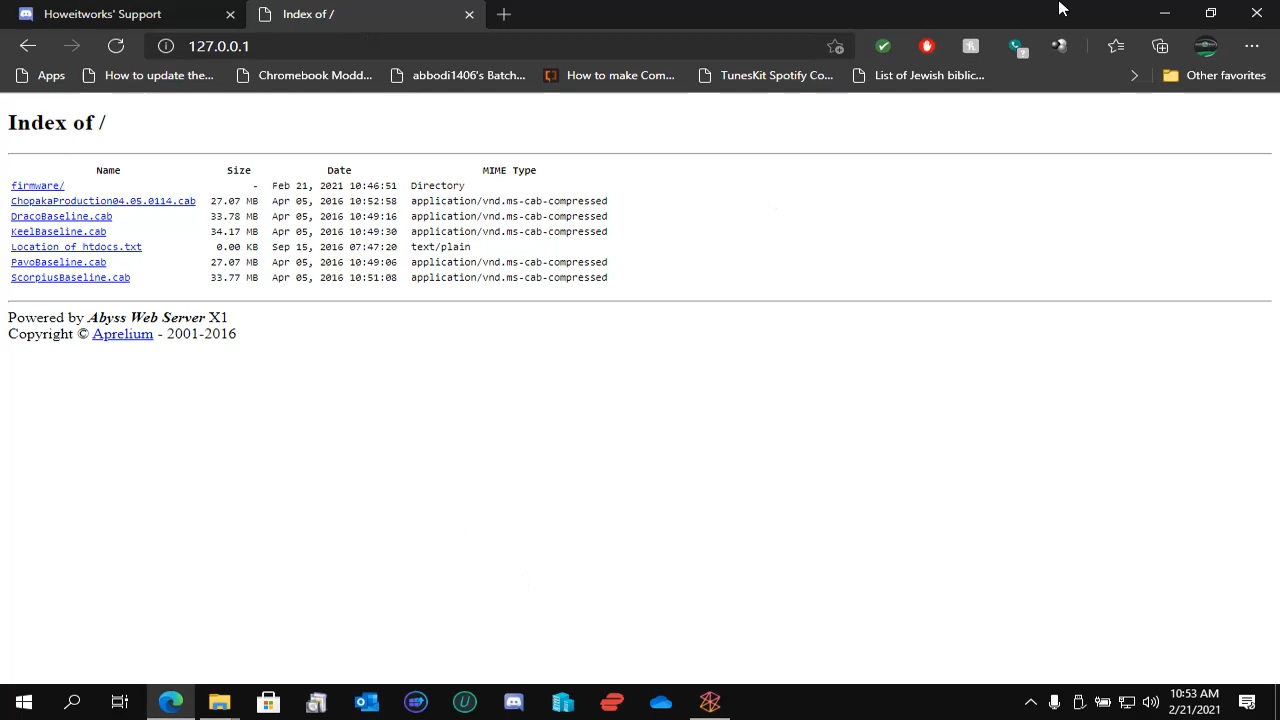 Howeitworks' Support
Index of /
127.0.0.1
Apps How to update the... Chromebook Modd... abbodi1406's Batch... How to make Com... TunesKit Spotify Co... List of Jewish biblic... Other favorites
Index of /
Name Size Date MIME Type
firmware/ - Feb 21, 2021 10:46:51 Directory
ChopakaProduction04.05.0114.cab 27.07 MB Apr 05, 2016 10:52:58 application/vnd.ms-cab-compressed
DracoBaseline.cab 33.78 MB Apr 05, 2016 10:49:16 application/vnd.ms-cab-compressed
KeelBaseline.cab 34.17 MB Apr 05, 2016 10:49:30 application/vnd.ms-cab-compressed
Location of htdocs.txt 0.00 KB Sep 15, 2016 07:47:20 text/plain
PavoBaseline.cab 27.07 MB Apr 05, 2016 10:49:06 application/vnd.ms-cab-compressed
ScorpiusBaseline.cab 33.77 MB Apr 05, 2016 10:51:08 application/vnd.ms-cab-compressed
Powered by Abyss Web Server X1
Copyright © Aprelium - 2001-2016
10:53 AM
2/21/2021